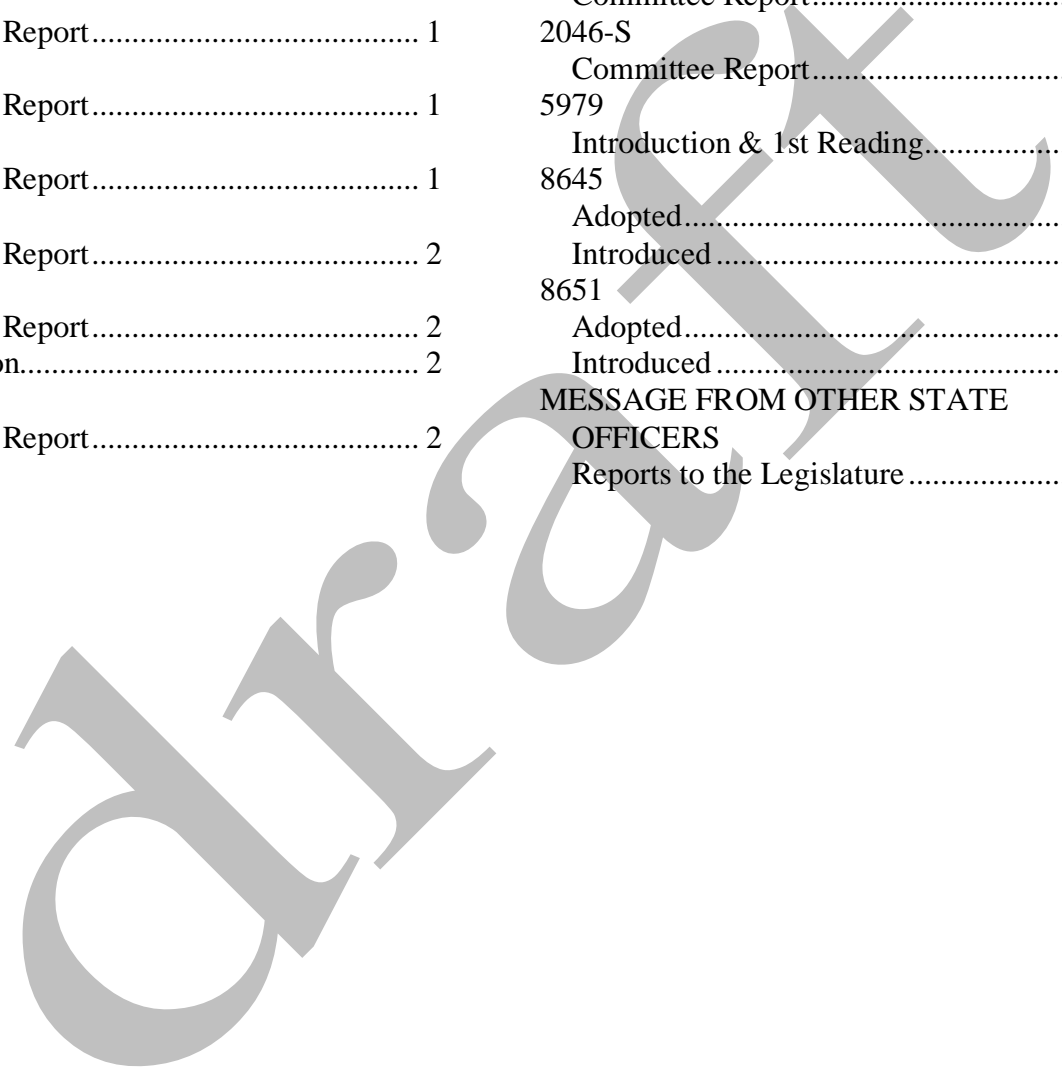 Report 1
Report 1
Report 1
Report 2
Report 2
2
Report 2
Committee Report
2046-S
Committee Report
5979
Introduction & 1st Reading
8645
Adopted
Introduced
8651
Adopted
Introduced
MESSAGE FROM OTHER STATE
OFFICERS
Reports to the Legislature
draft